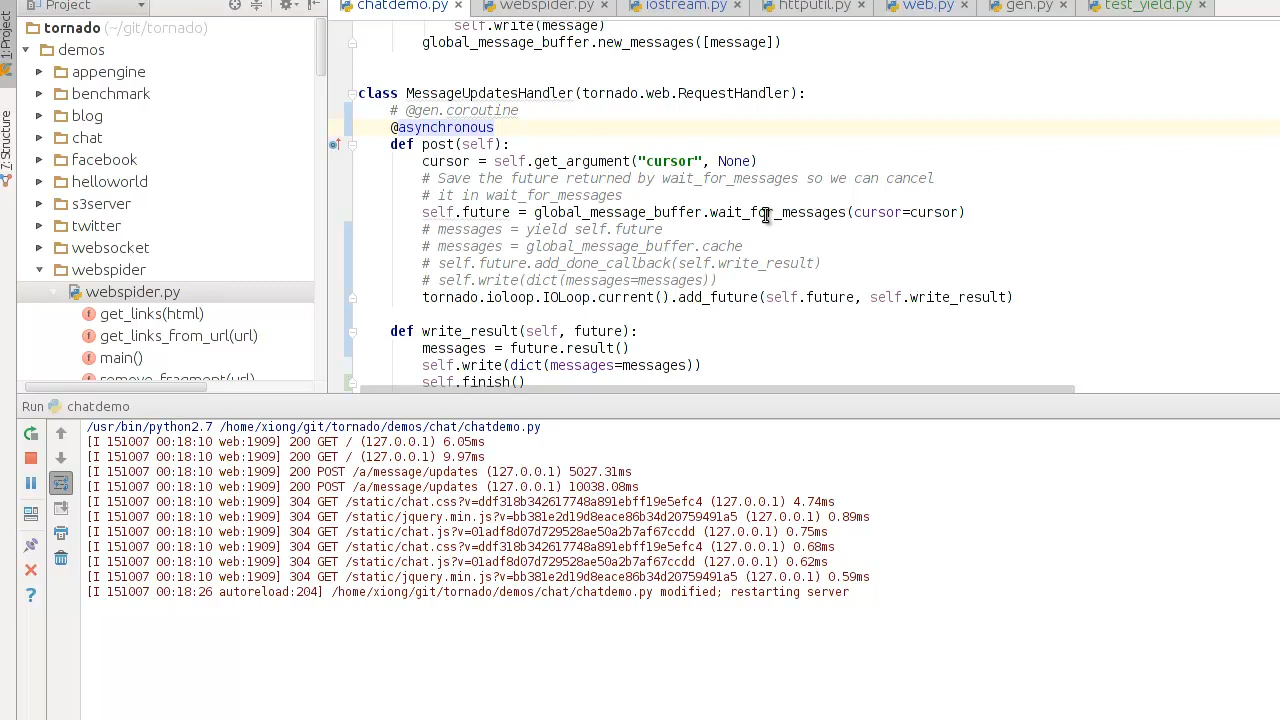 Project
chatdemo.py
webspider.py
iostream.py
httputil.py
web.py
gen.py
test_yield.py
1: Project
7: Structure
tornado (~/git/tornado)
demos
appengine
benchmark
blog
chat
facebook
helloworld
s3server
twitter
websocket
webspider
webspider.py
get_links(html)
get_links_from_url(url)
main()
remove_fragment(url)
self.write(message)
global_message_buffer.new_messages([message])
class MessageUpdatesHandler(tornado.web.RequestHandler):
# @gen.coroutine
@asynchronous
def post(self):
cursor = self.get_argument("cursor", None)
# Save the future returned by wait_for_messages so we can cancel
# it in wait_for_messages
self.future = global_message_buffer.wait_for_messages(cursor=cursor)
# messages = yield self.future
# messages = global_message_buffer.cache
# self.future.add_done_callback(self.write_result)
# self.write(dict(messages=messages))
tornado.ioloop.IOLoop.current().add_future(self.future, self.write_result)
def write_result(self, future):
messages = future.result()
self.write(dict(messages=messages))
self.finish()
Run chatdemo
/usr/bin/python2.7 /home/xiong/git/tornado/demos/chat/chatdemo.py
[I 151007 00:18:10 web:1909] 200 GET / (127.0.0.1) 6.05ms
[I 151007 00:18:10 web:1909] 200 GET / (127.0.0.1) 9.97ms
[I 151007 00:18:10 web:1909] 200 POST /a/message/updates (127.0.0.1) 5027.31ms
[I 151007 00:18:10 web:1909] 200 POST /a/message/updates (127.0.0.1) 10038.08ms
[I 151007 00:18:10 web:1909] 304 GET /static/chat.css?v=ddf318b342617748a891ebff19e5efc4 (127.0.0.1) 4.74ms
[I 151007 00:18:10 web:1909] 304 GET /static/jquery.min.js?v=bb381e2d19d8eace86b34d20759491a5 (127.0.0.1) 0.89ms
[I 151007 00:18:10 web:1909] 304 GET /static/chat.js?v=01adf8d07d729528ae50a2b7af67ccdd (127.0.0.1) 0.75ms
[I 151007 00:18:10 web:1909] 304 GET /static/chat.css?v=ddf318b342617748a891ebff19e5efc4 (127.0.0.1) 0.68ms
[I 151007 00:18:10 web:1909] 304 GET /static/chat.js?v=01adf8d07d729528ae50a2b7af67ccdd (127.0.0.1) 0.62ms
[I 151007 00:18:10 web:1909] 304 GET /static/jquery.min.js?v=bb381e2d19d8eace86b34d20759491a5 (127.0.0.1) 0.59ms
[I 151007 00:18:26 autoreload:204] /home/xiong/git/tornado/demos/chat/chatdemo.py modified; restarting server